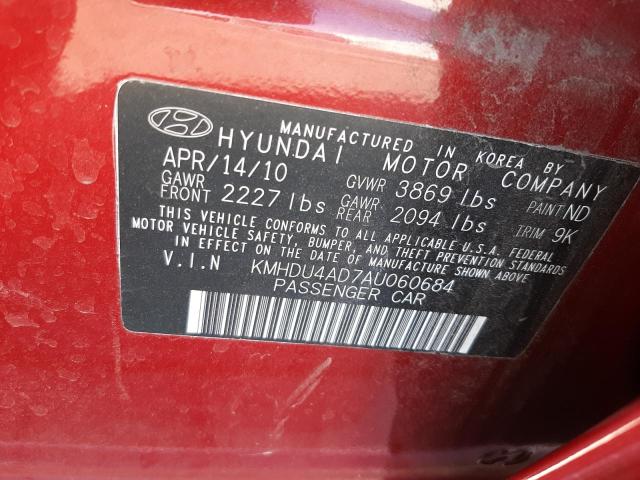 MANUFACTURED IN KOREA BY
HYUNDAI MOTOR COMPANY
APR/14/10 GVWR 3869 lbs PAINT ND
GAWR FRONT 2227 lbs GAWR REAR 2094 lbs TRIM 9K
THIS VEHICLE CONFORMS TO ALL APPLICABLE U.S.A. FEDERAL
MOTOR VEHICLE SAFETY, BUMPER, AND THEFT PREVENTION STANDARDS
IN EFFECT ON THE DATE OF MANUFACTURE SHOWN ABOVE
V.I.N KMHDU4AD7AU060684
PASSENGER CAR